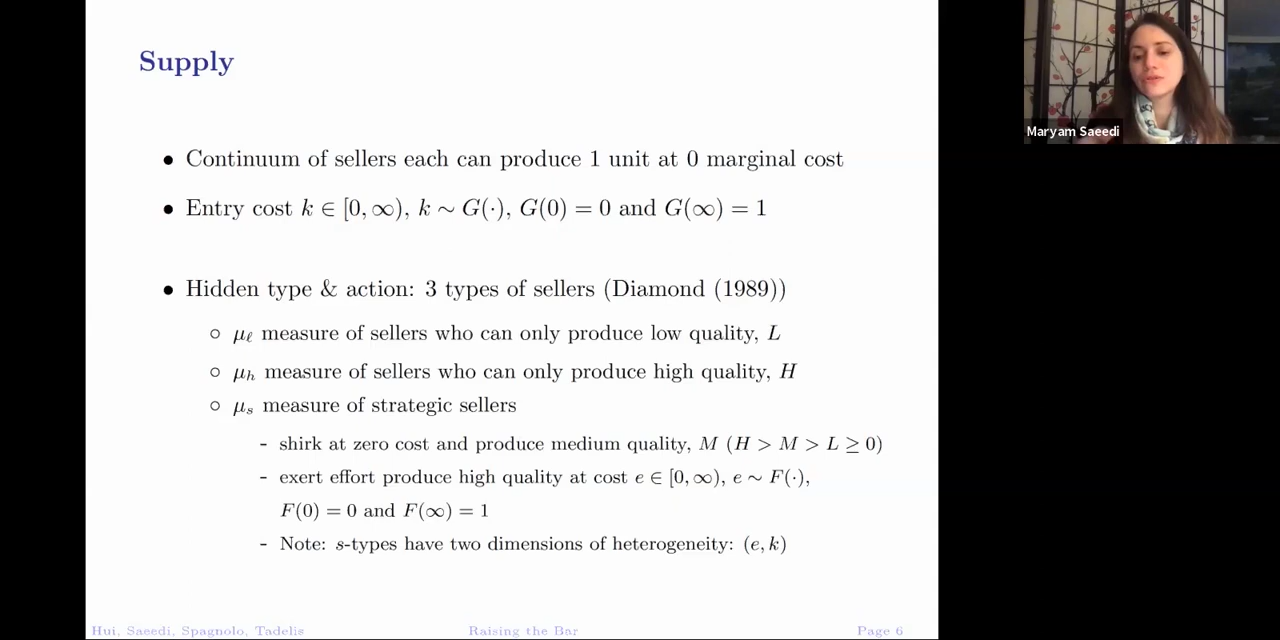 Supply
• Continuum of sellers each can produce 1 unit at 0 marginal cost
• Entry cost k ∈ [0, ∞), k ∼ G(·), G(0) = 0 and G(∞) = 1
• Hidden type & action: 3 types of sellers (Diamond (1989))
○ μℓ measure of sellers who can only produce low quality, L
○ μh measure of sellers who can only produce high quality, H
○ μs measure of strategic sellers
- shirk at zero cost and produce medium quality, M (H > M > L ≥ 0)
- exert effort produce high quality at cost e ∈ [0, ∞), e ∼ F(·),
F(0) = 0 and F(∞) = 1
- Note: s-types have two dimensions of heterogeneity: (e, k)
Hui, Saeedi, Spagnolo, Tadelis
Raising the Bar
Page 6
Maryam Saeedi